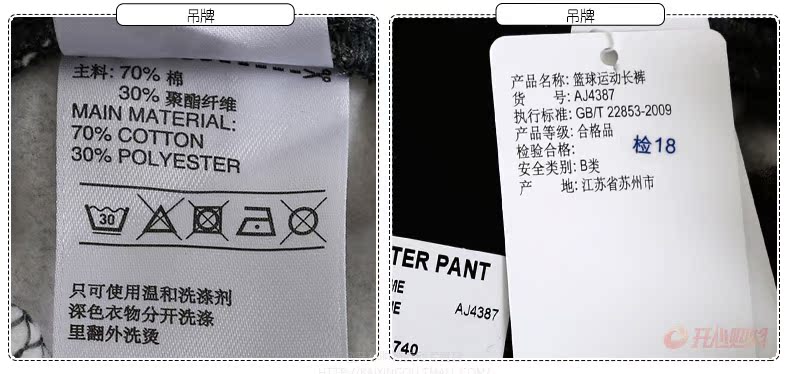 吊牌
主料: 70% 棉
30% 聚酯纤维
MAIN MATERIAL:
70% COTTON
30% POLYESTER
30
只可使用温和洗涤剂
深色衣物分开洗涤
里翻外洗烫
吊牌
产品名称: 篮球运动长裤
货 号: AJ4387
执行标准: GB/T 22853-2009
产品等级: 合格品
检验合格:
检18
安全类别: B类
产 地: 江苏省苏州市
TER PANT
ME
E AJ4387
740